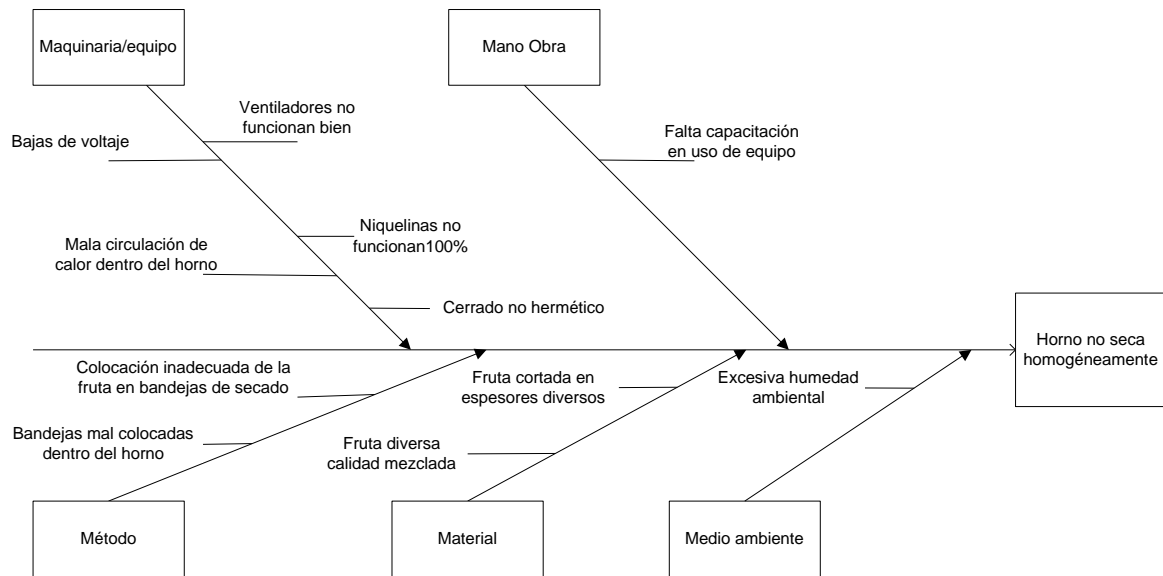 Maquinaria/equipo
Mano Obra
Ventiladores no
funcionan bien
Bajas de voltaje
Falta capacitación
en uso de equipo
Niquelinas no
funcionan100%
Mala circulación de
calor dentro del horno
Cerrado no hermético
Horno no seca
homogéneamente
Colocación inadecuada de la
fruta en bandejas de secado
Fruta cortada en
espesores diversos
Excesiva humedad
ambiental
Bandejas mal colocadas
dentro del horno
Fruta diversa
calidad mezclada
Método
Material
Medio ambiente